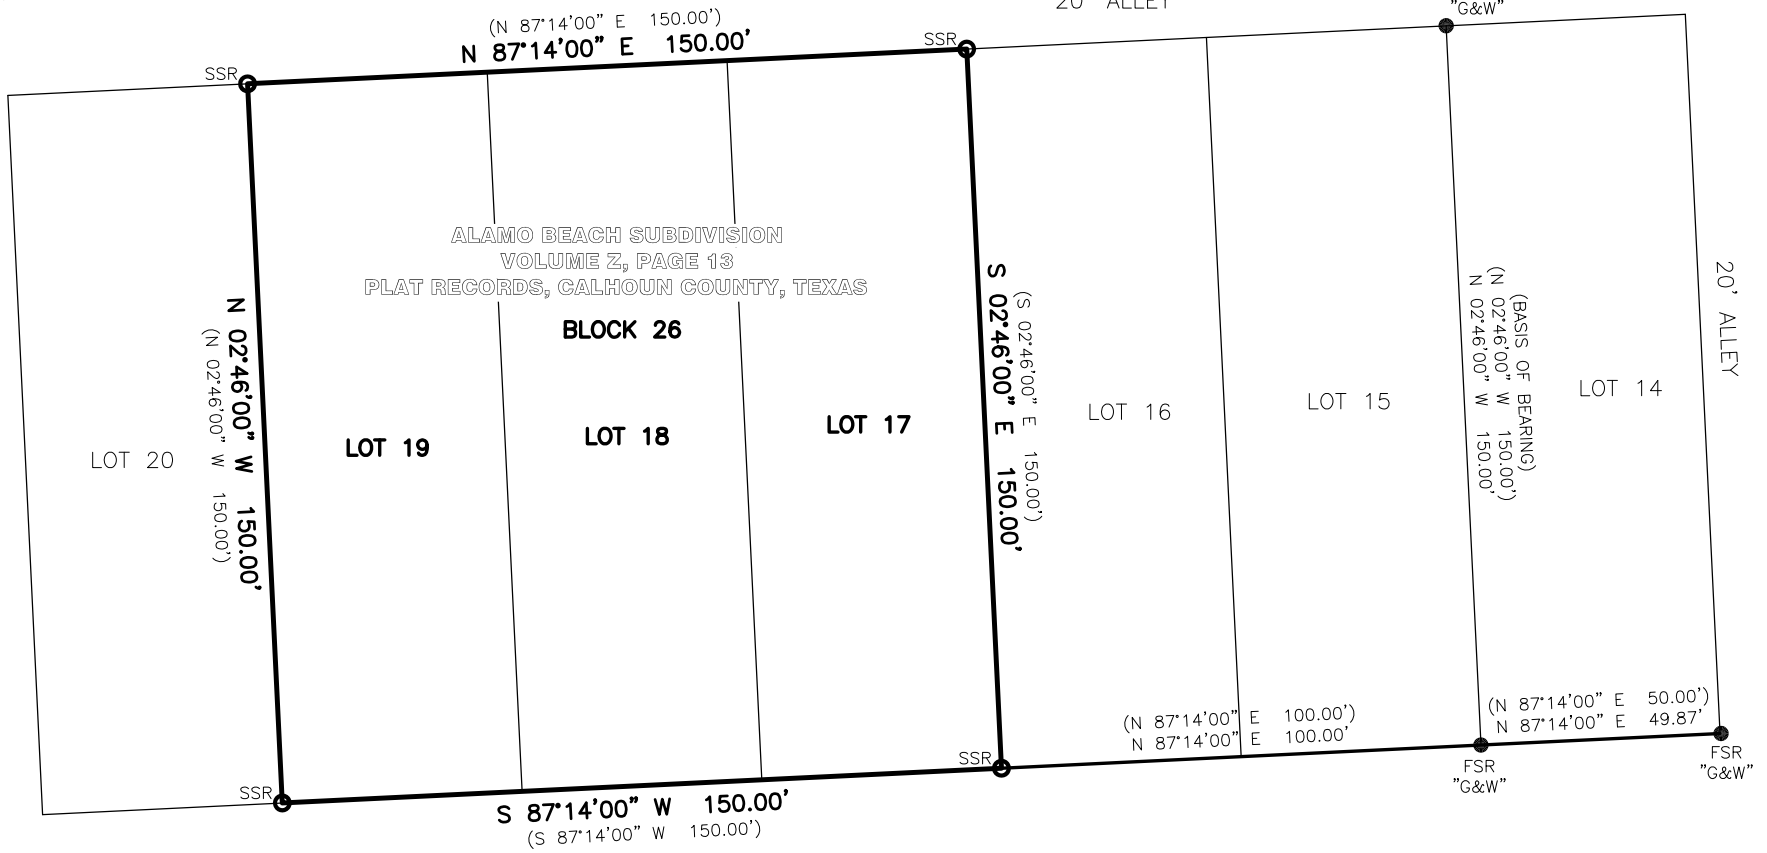 20' ALLEY
"G&W"
(N 87°14'00" E 150.00')
N 87°14'00" E 150.00'
SSR
SSR
ALAMO BEACH SUBDIVISION
VOLUME Z, PAGE 13
PLAT RECORDS, CALHOUN COUNTY, TEXAS
BLOCK 26
N 02°46'00" W 150.00'
(N 02°46'00" W 150.00')
S 02°46'00" E 150.00'
(S 02°46'00" E 150.00')
(BASIS OF BEARING)
(N 02°46'00" W 150.00')
N 02°46'00" W 150.00'
20' ALLEY
LOT 20
LOT 19
LOT 18
LOT 17
LOT 16
LOT 15
LOT 14
(N 87°14'00" E 100.00')
N 87°14'00" E 100.00'
(N 87°14'00" E 50.00')
N 87°14'00" E 49.87'
SSR
SSR
FSR
"G&W"
FSR
"G&W"
S 87°14'00" W 150.00'
(S 87°14'00" W 150.00')